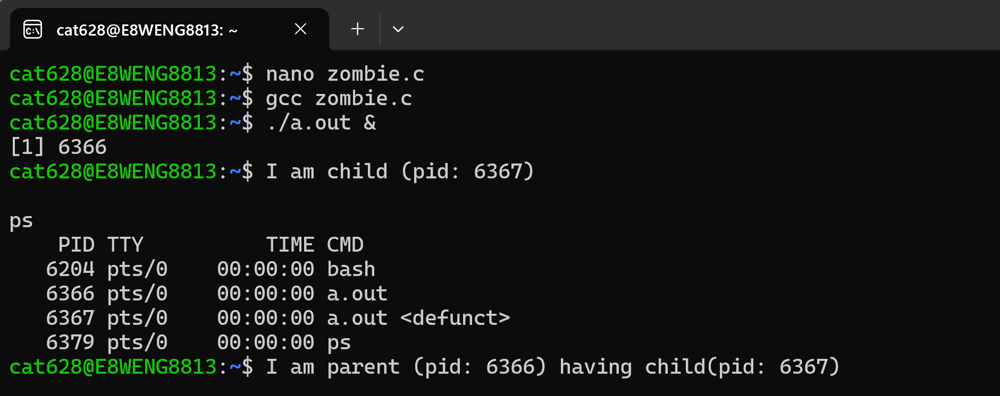 cat628@E8WENG8813: ~
cat628@E8WENG8813:~$ nano zombie.c
cat628@E8WENG8813:~$ gcc zombie.c
cat628@E8WENG8813:~$ ./a.out &
[1] 6366
cat628@E8WENG8813:~$ I am child (pid: 6367)
ps
    PID TTY          TIME CMD
   6204 pts/0    00:00:00 bash
   6366 pts/0    00:00:00 a.out
   6367 pts/0    00:00:00 a.out <defunct>
   6379 pts/0    00:00:00 ps
cat628@E8WENG8813:~$ I am parent (pid: 6366) having child(pid: 6367)